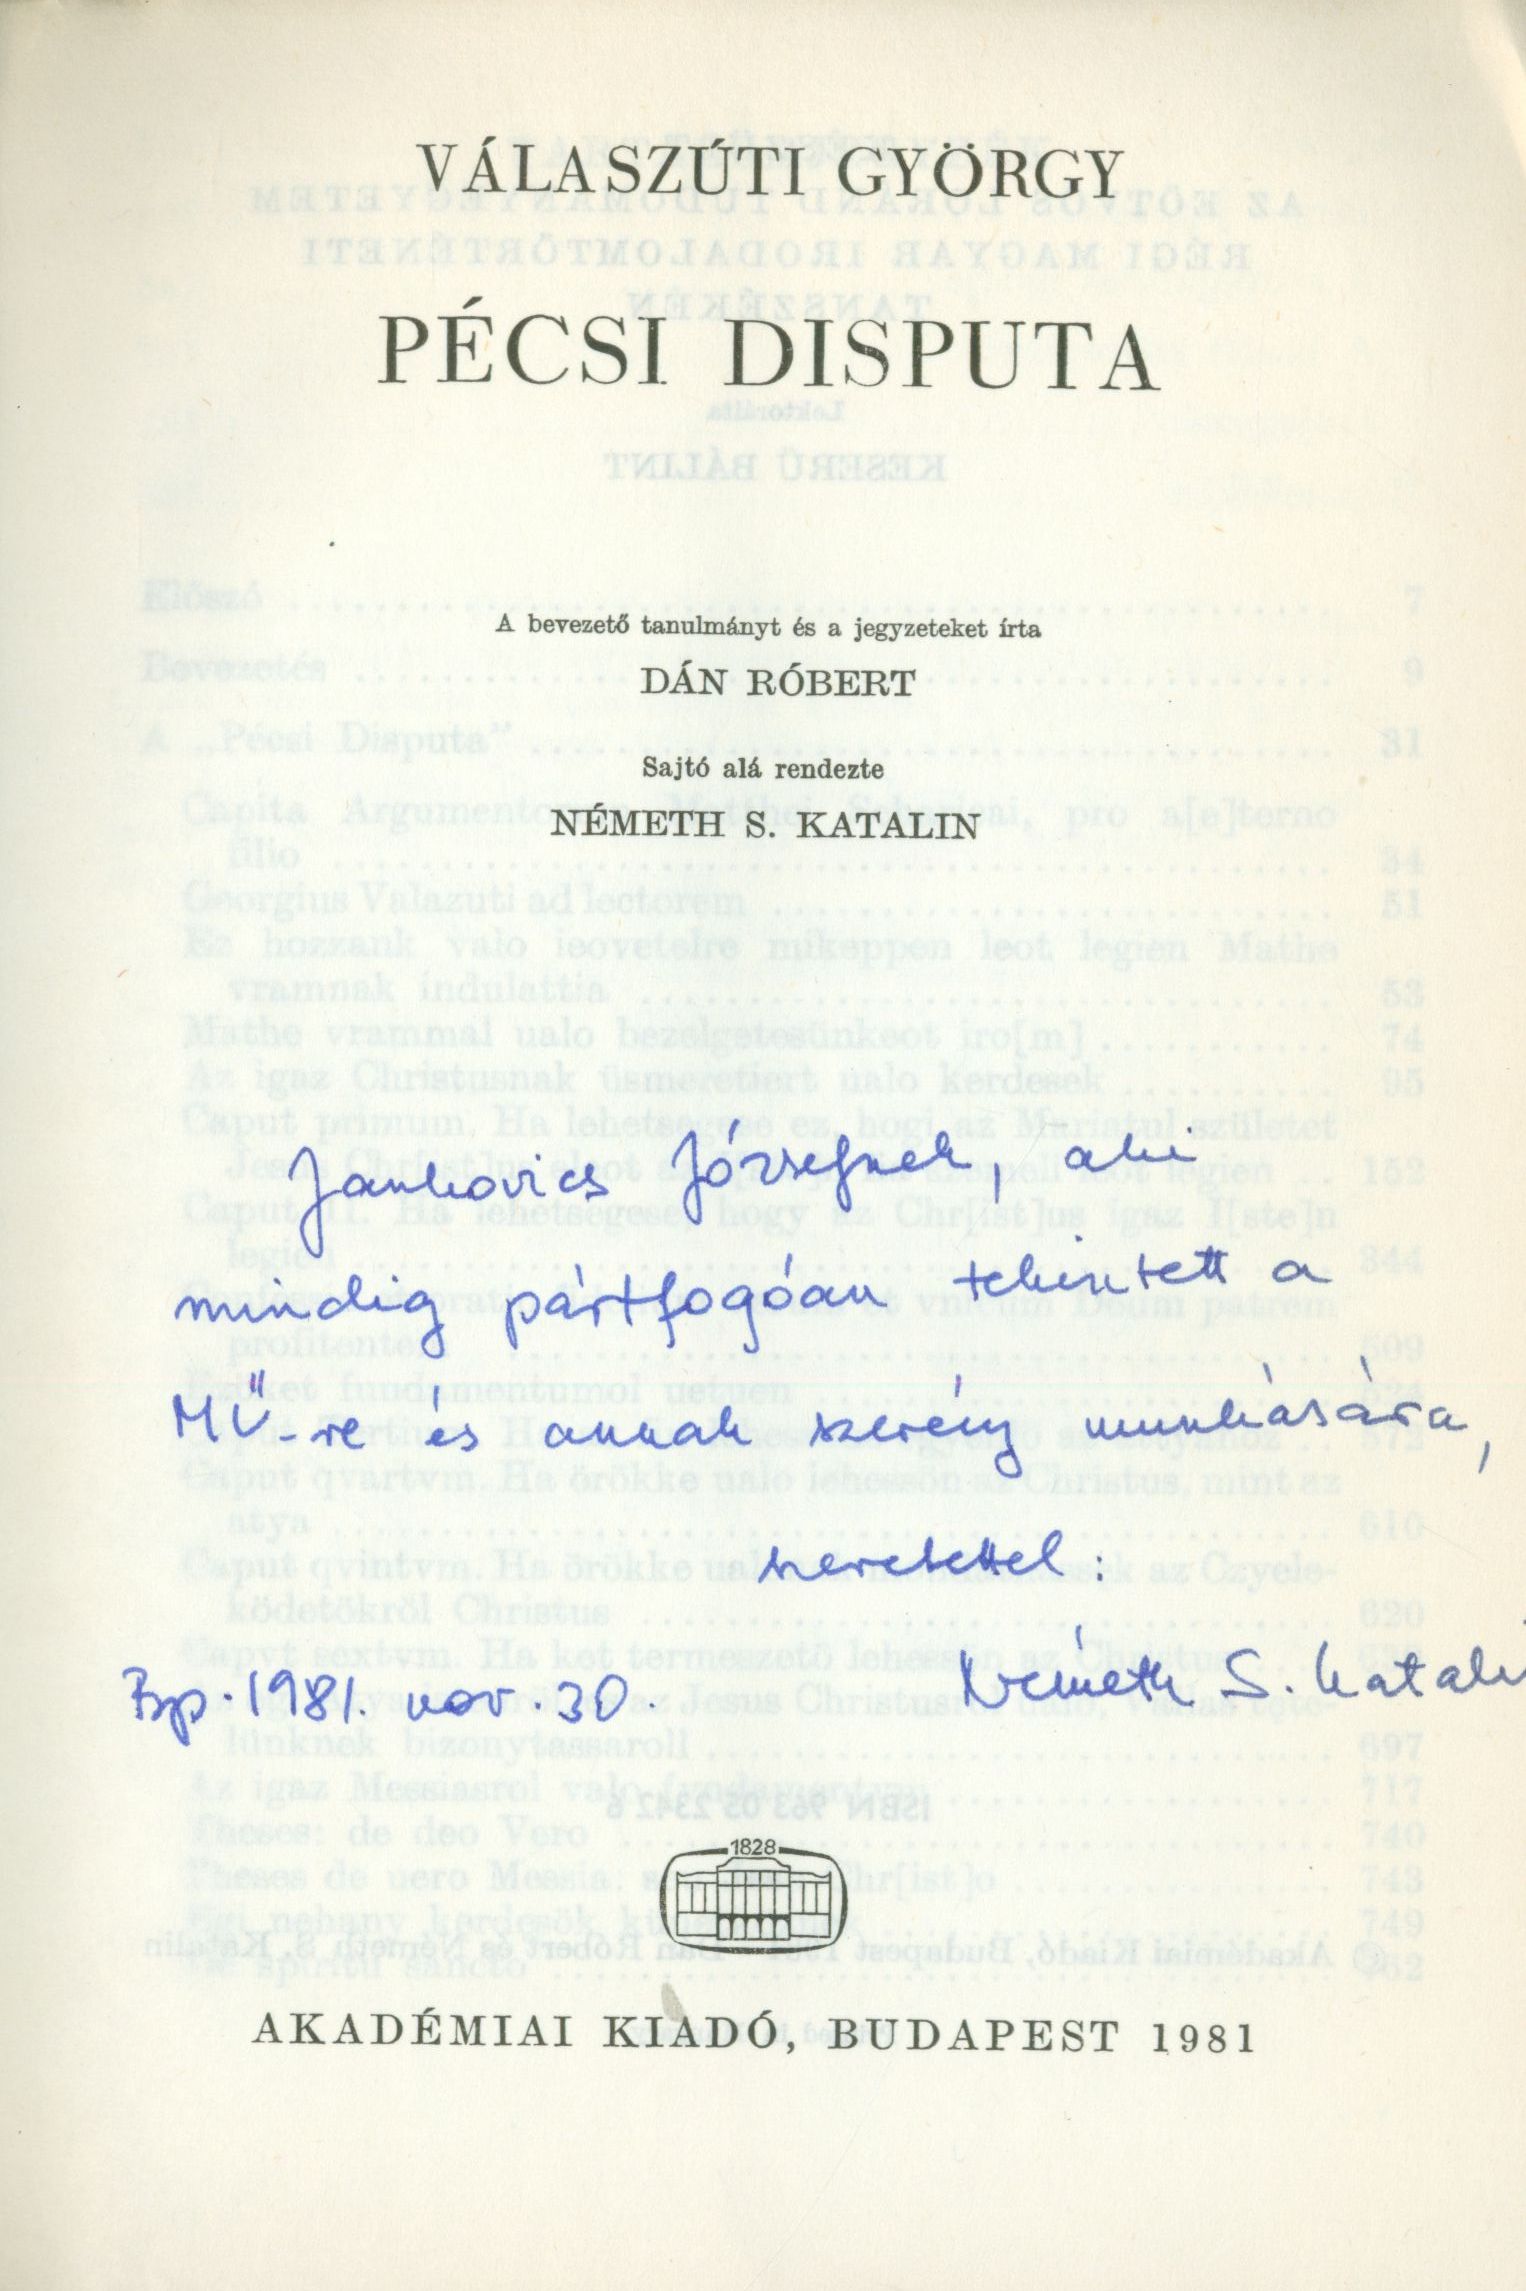 VÁLASZÚTI GYÖRGY
PÉCSI DISPUTA
A bevezető tanulmányt és a jegyzeteket írta
DÁN RÓBERT
Sajtó alá rendezte
NÉMETH S. KATALIN
Jankovics Józsefnek, aki
mindig pártfogóan tekintett a
MŰ-re és annak szerény munkására,
szeretettel:
Bp. 1981. nov. 30.
Németh S. Katali
1828
AKADÉMIAI KIADÓ, BUDAPEST 1981